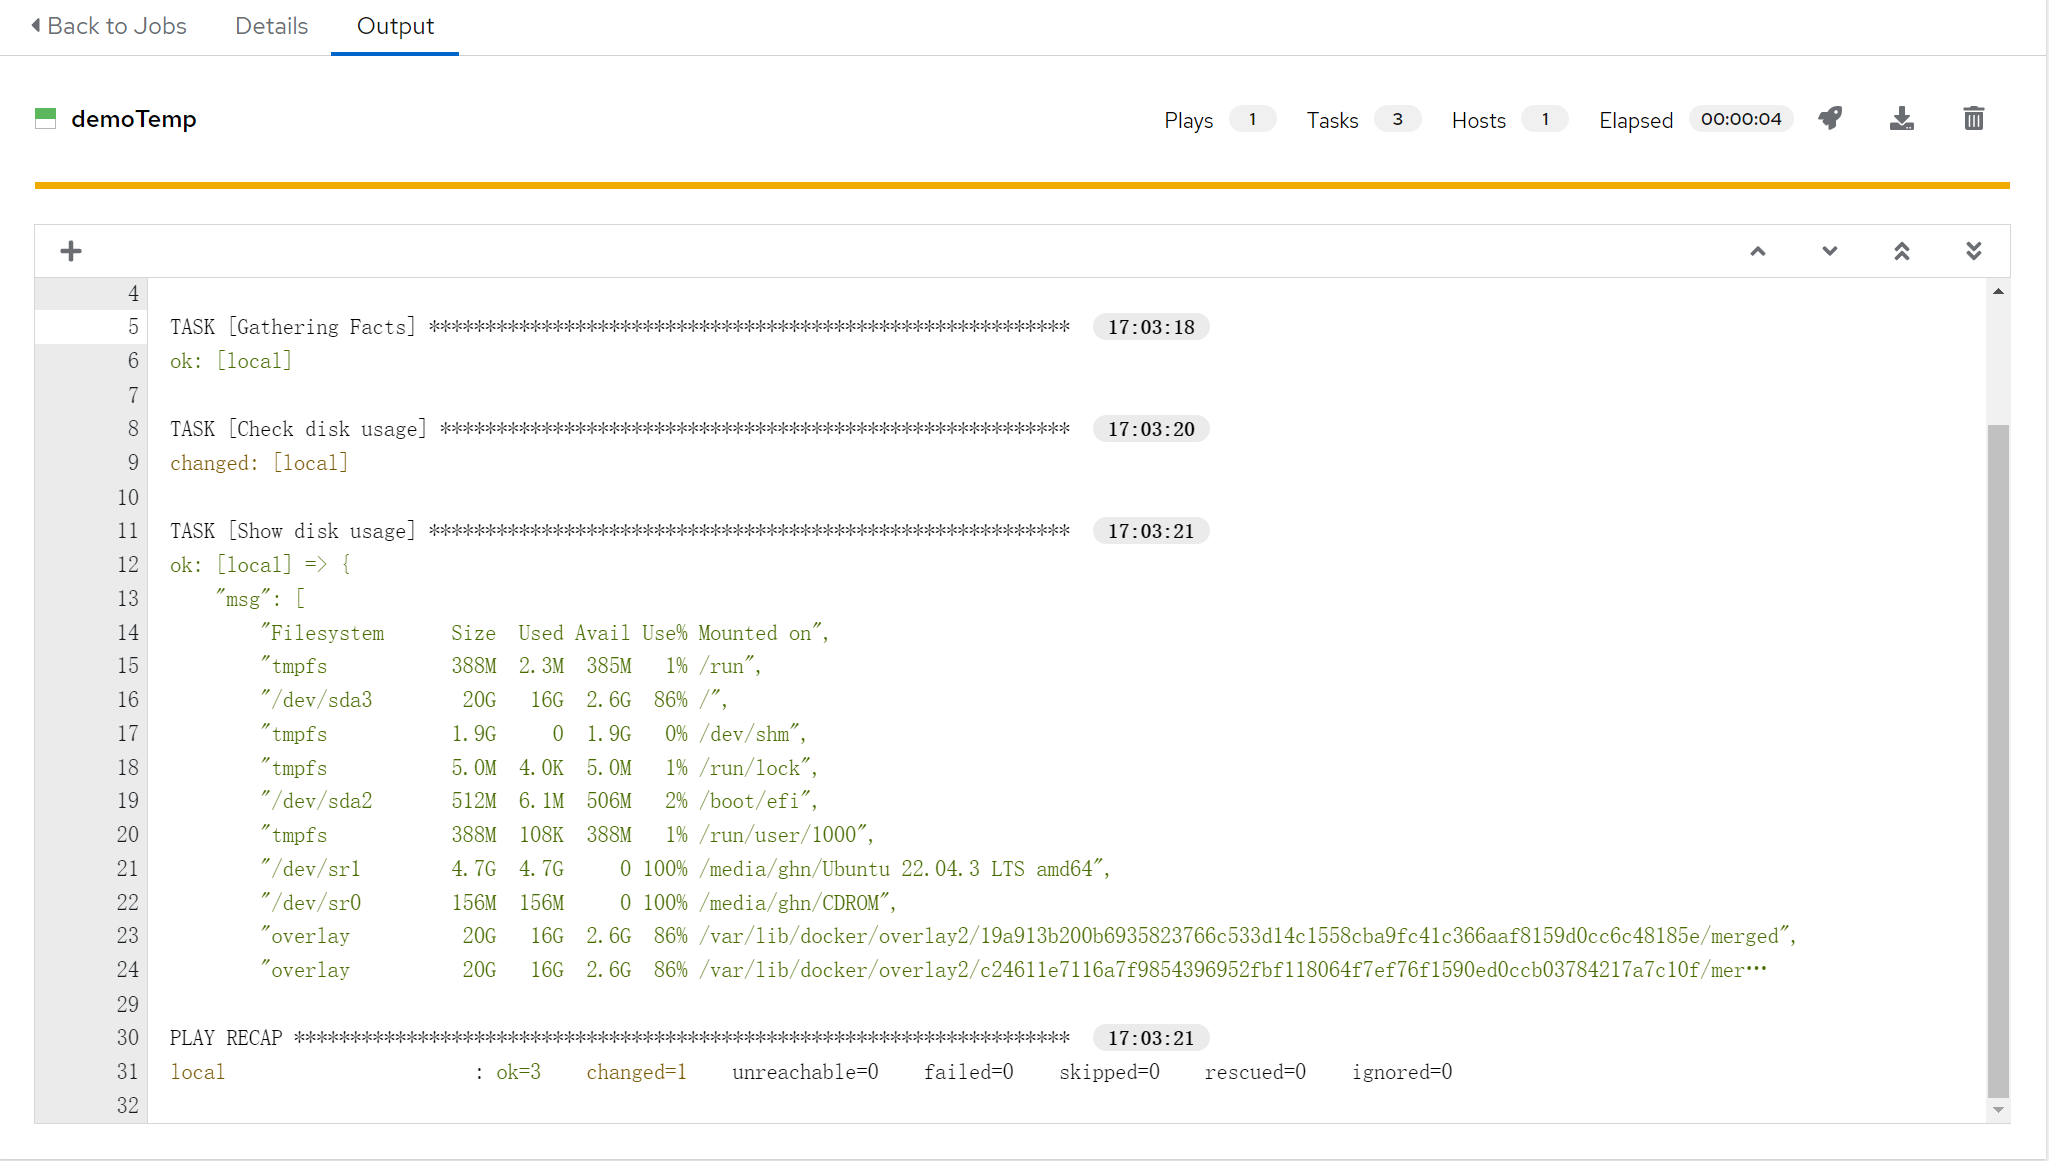 Back to Jobs Details Output
demoTemp Plays 1 Tasks 3 Hosts 1 Elapsed 00:00:04
4
5 TASK [Gathering Facts] ********************************************************* 17:03:18
6 ok: [local]
7
8 TASK [Check disk usage] ******************************************************** 17:03:20
9 changed: [local]
10
11 TASK [Show disk usage] ********************************************************* 17:03:21
12 ok: [local] => {
13     "msg": [
14         "Filesystem      Size  Used Avail Use% Mounted on",
15         "tmpfs           388M  2.3M  385M   1% /run",
16         "/dev/sda3        20G   16G  2.6G  86% /",
17         "tmpfs           1.9G     0  1.9G   0% /dev/shm",
18         "tmpfs           5.0M  4.0K  5.0M   1% /run/lock",
19         "/dev/sda2       512M  6.1M  506M   2% /boot/efi",
20         "tmpfs           388M  108K  388M   1% /run/user/1000",
21         "/dev/sr1        4.7G  4.7G     0 100% /media/ghn/Ubuntu 22.04.3 LTS amd64",
22         "/dev/sr0        156M  156M     0 100% /media/ghn/CDROM",
23         "overlay          20G   16G  2.6G  86% /var/lib/docker/overlay2/19a913b200b6935823766c533d14c1558cba9fc41c366aaf8159d0cc6c48185e/merged",
24         "overlay          20G   16G  2.6G  86% /var/lib/docker/overlay2/c24611e7116a7f9854396952fbf118064f7ef76f1590ed0ccb03784217a7c10f/mer…
29
30 PLAY RECAP ********************************************************************* 17:03:21
31 local                      : ok=3    changed=1    unreachable=0    failed=0    skipped=0    rescued=0    ignored=0
32